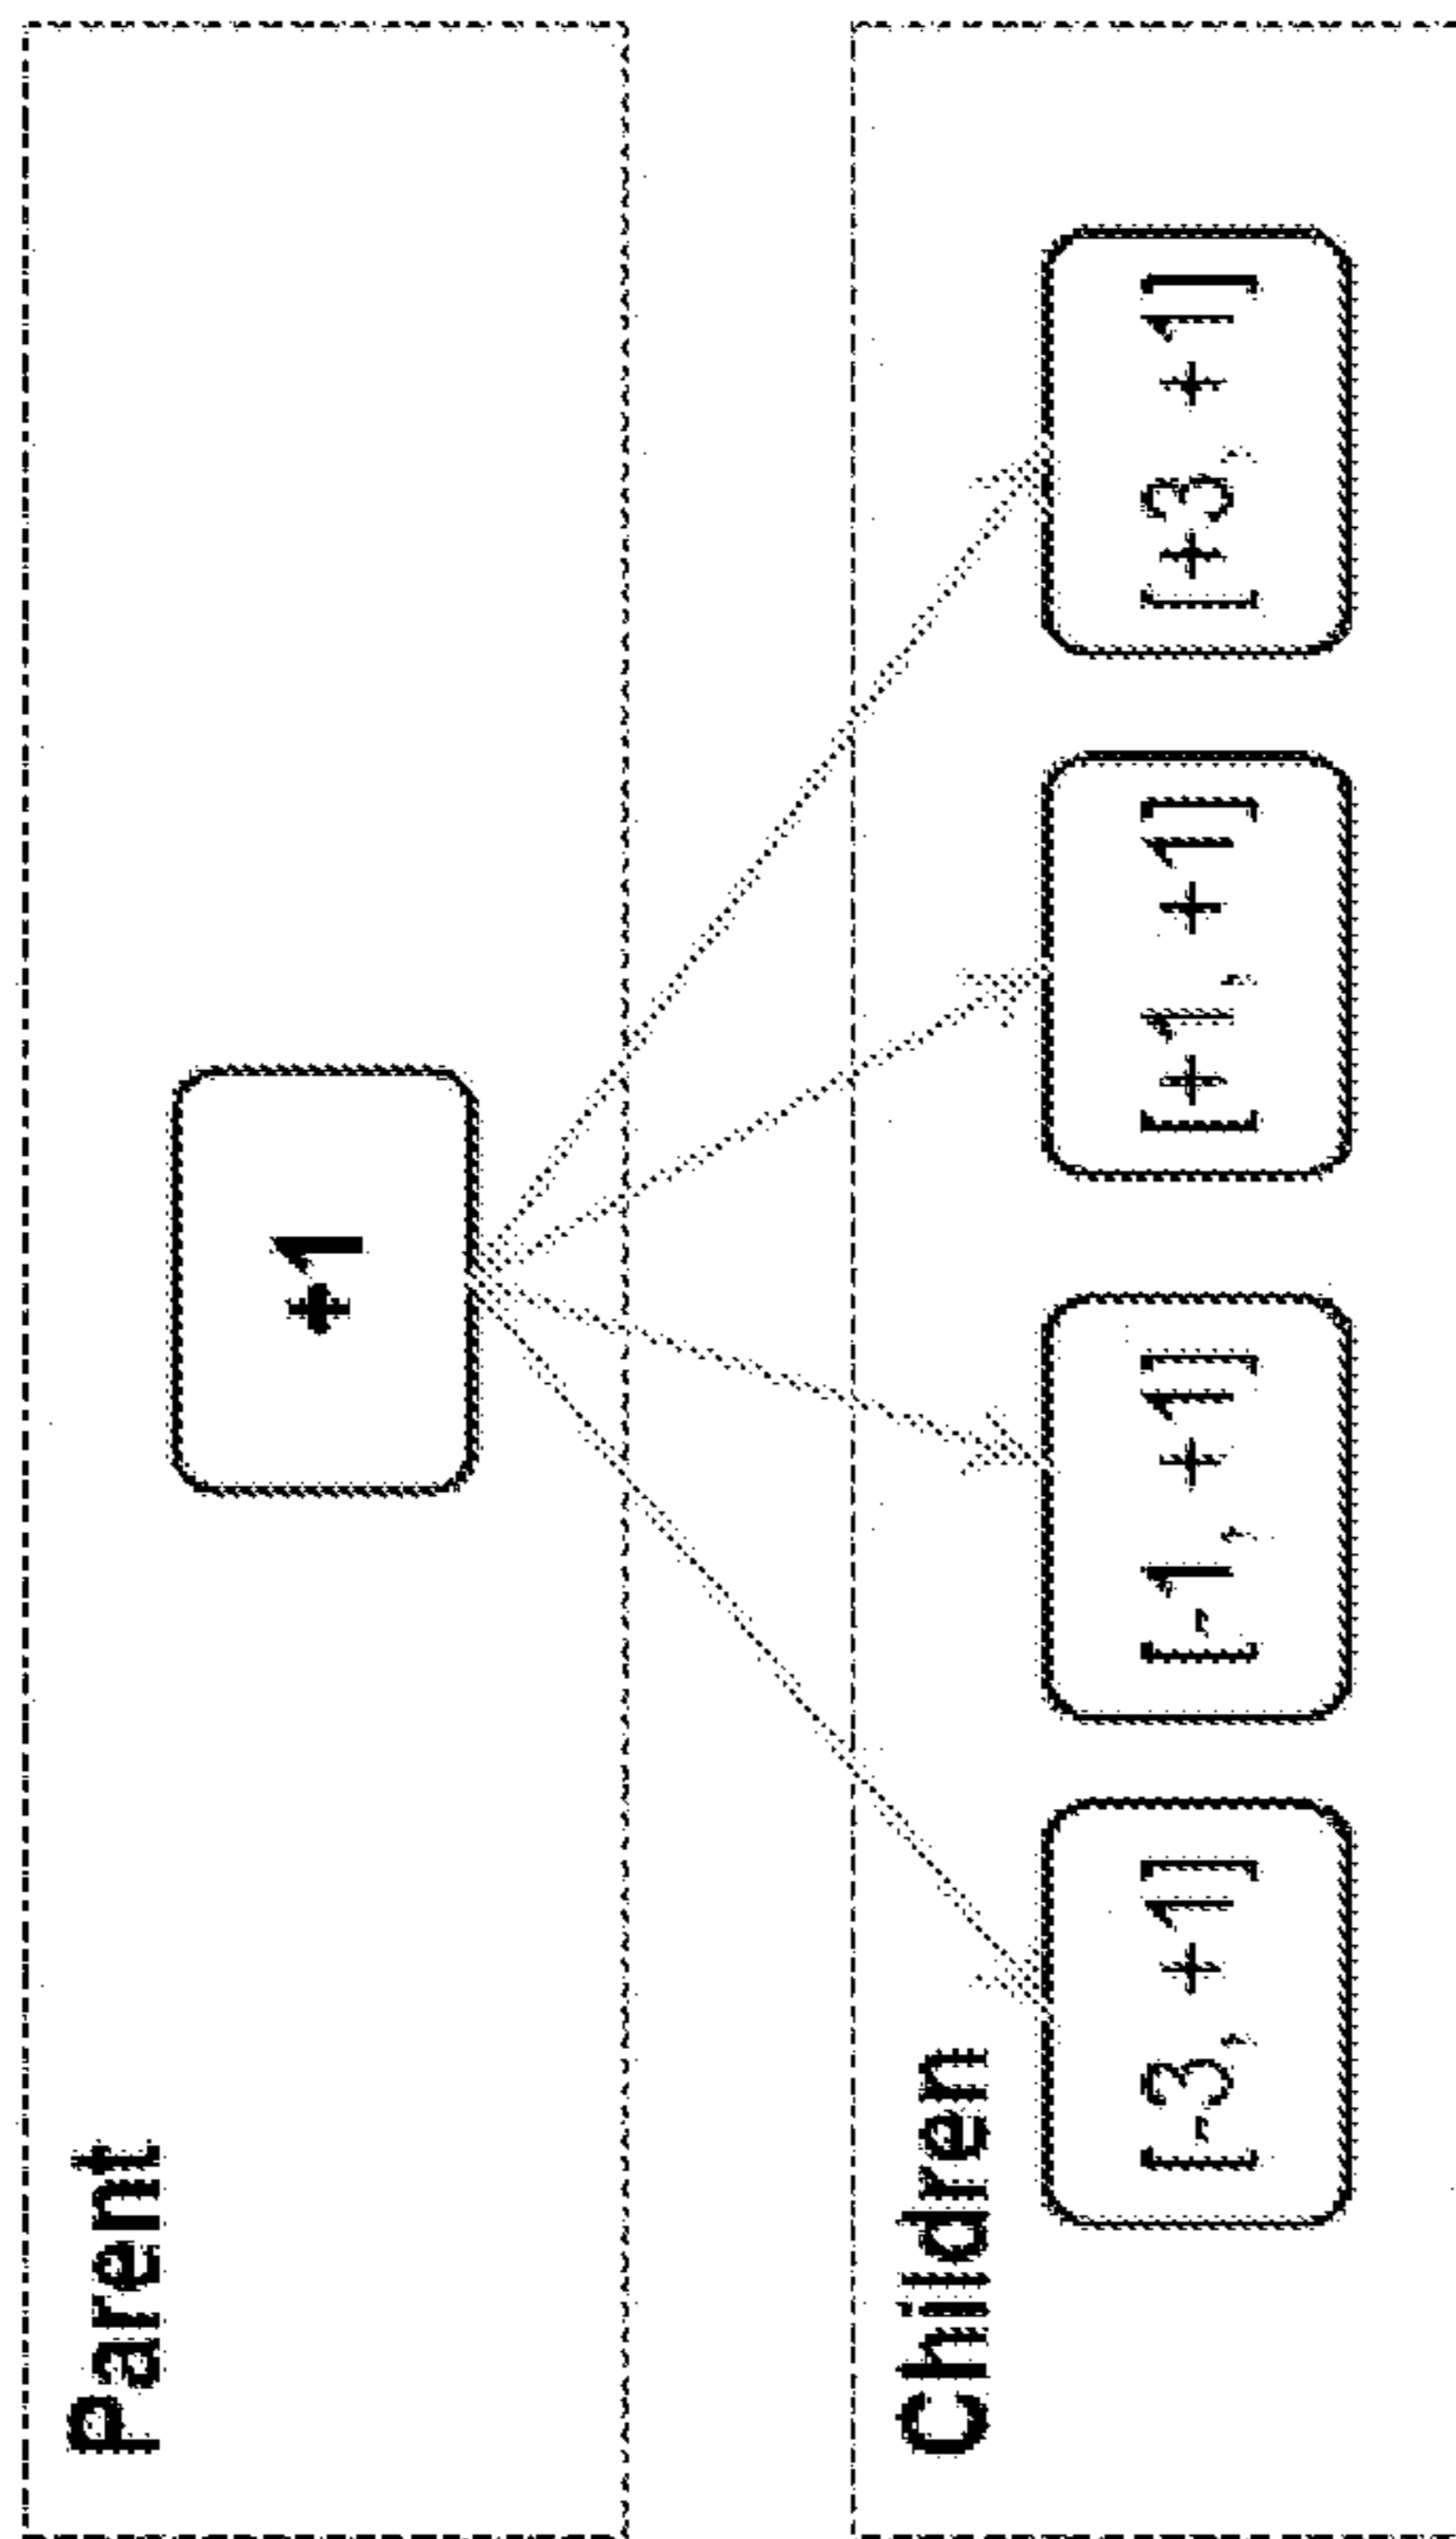 Parent
+1
Children
[-3, +1]
[-1, +1]
[+1, +1]
[+3, +1]